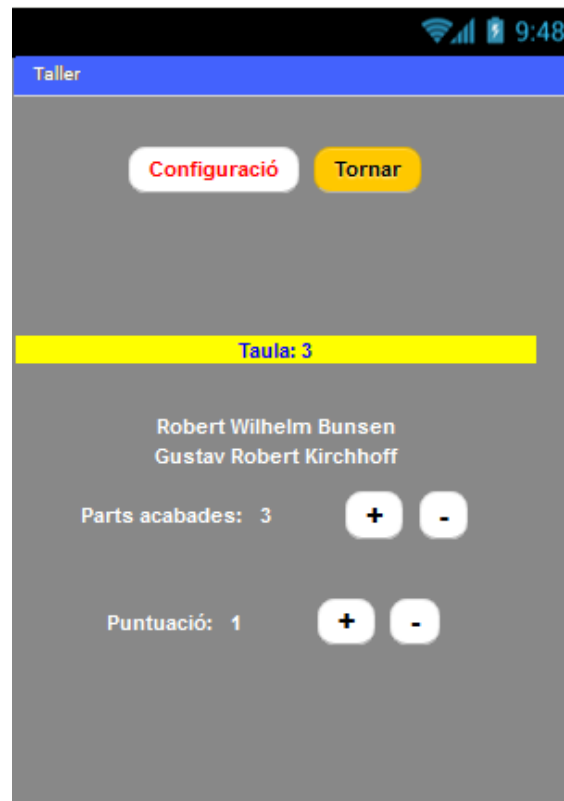 9:48
Taller
Configuració Tornar
Taula: 3
Robert Wilhelm Bunsen
Gustav Robert Kirchhoff
Parts acabades: 3 + -
Puntuació: 1 + -